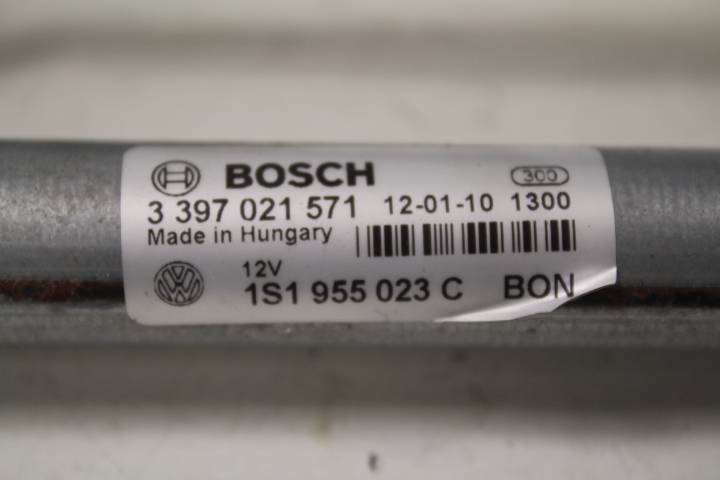 BOSCH 300
3 397 021 571 12-01-10 1300
Made in Hungary
12V
1S1 955 023 C BON